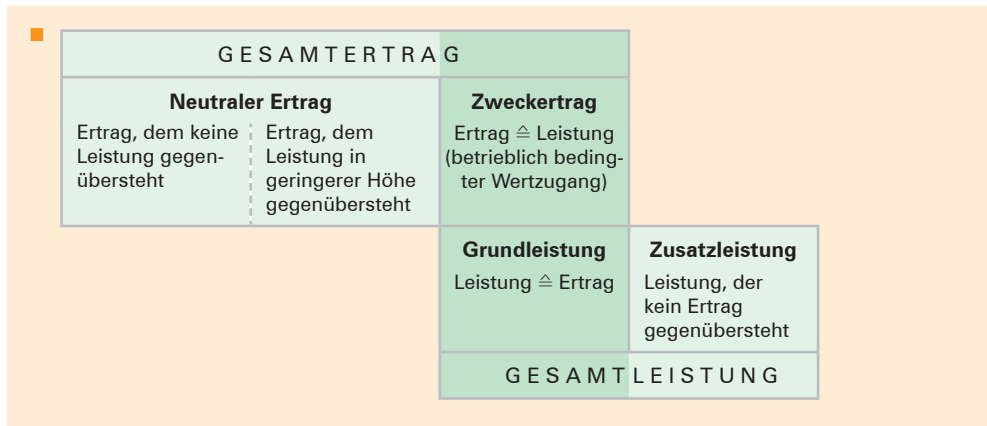 GESAMTERTRAG
Neutraler Ertrag
Ertrag, dem keine
Leistung gegen-
übersteht
Ertrag, dem
Leistung in
geringerer Höhe
gegenübersteht
Zweckertrag
Ertrag ≙ Leistung
(betrieblich beding-
ter Wertzugang)
Grundleistung
Leistung ≙ Ertrag
Zusatzleistung
Leistung, der
kein Ertrag
gegenübersteht
GESAMTLEISTUNG